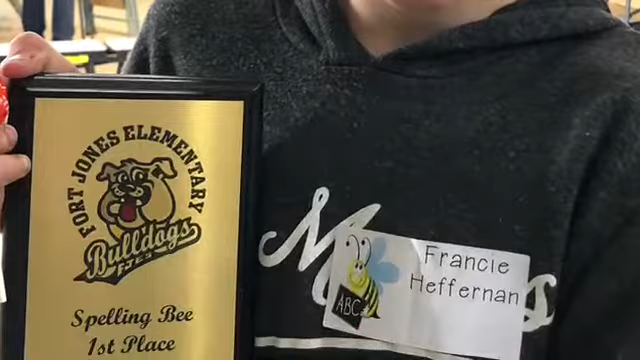 FORT JONES ELEMENTARY
Bulldogs
FJES
Spelling Bee
1st Place
Francie
Heffernan
ABC